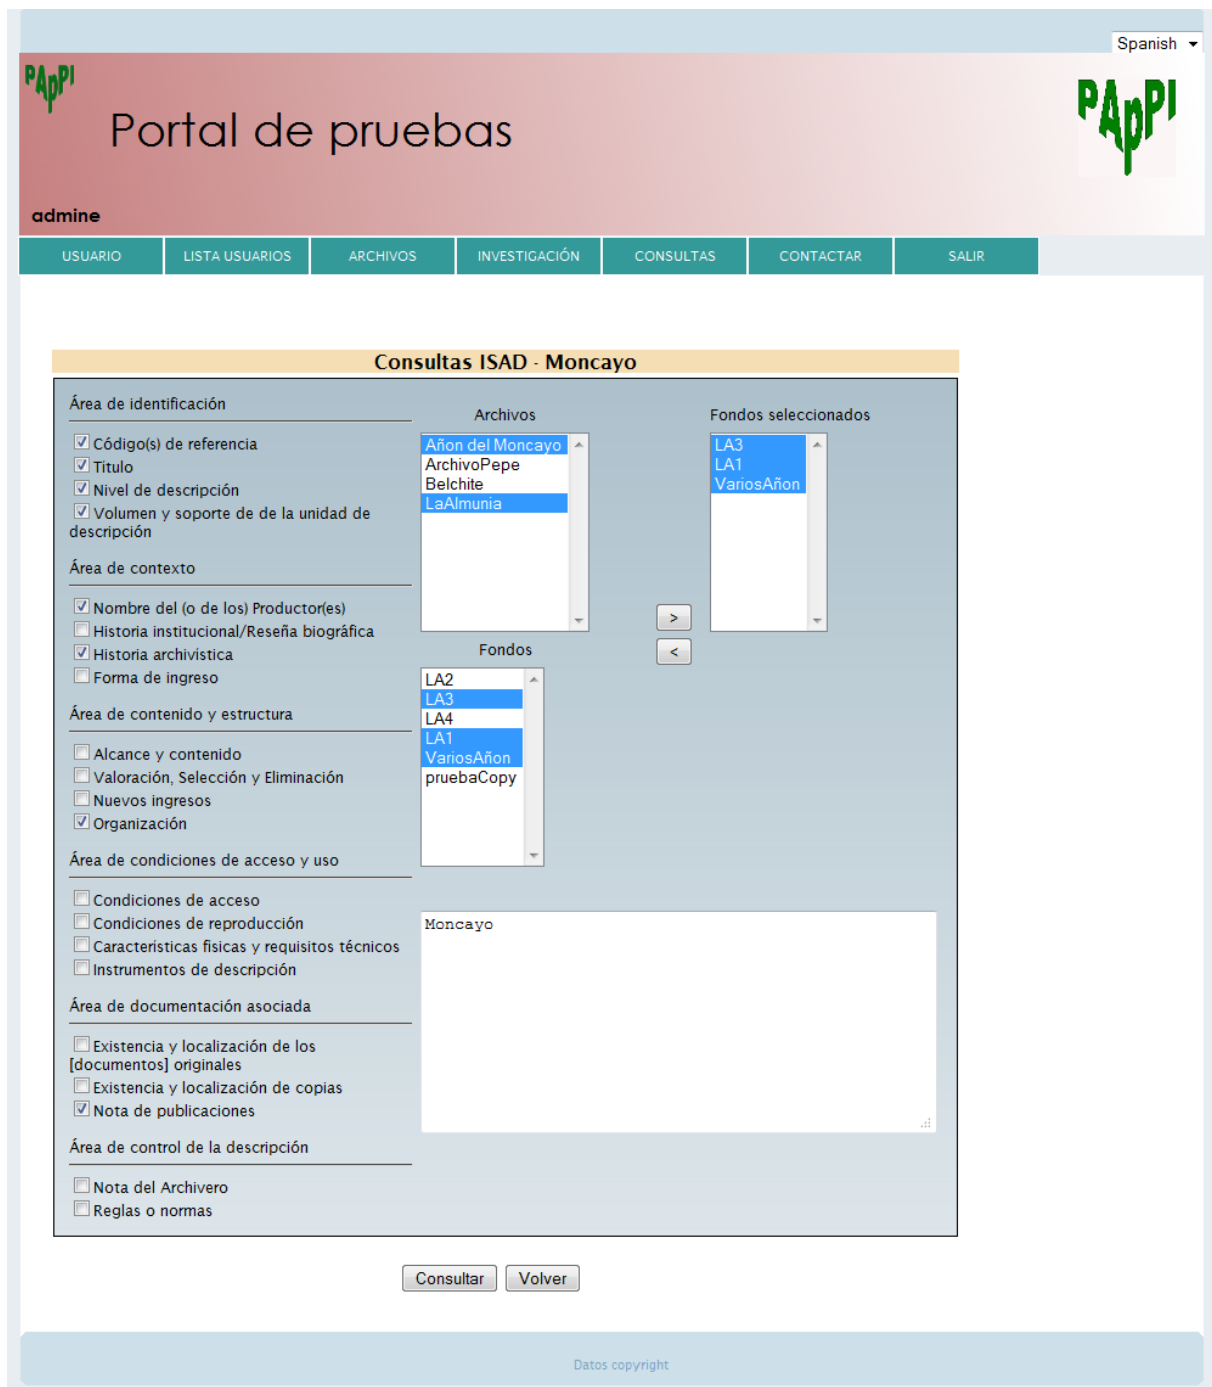 Spanish
PAppI
Portal de pruebas
PAppI
admine
USUARIO
LISTA USUARIOS
ARCHIVOS
INVESTIGACIÓN
CONSULTAS
CONTACTAR
SALIR
Consultas ISAD - Moncayo
Área de identificación
Código(s) de referencia
Titulo
Nivel de descripción
Volumen y soporte de de la unidad de
descripción
Área de contexto
Nombre del (o de los) Productor(es)
Historia institucional/Reseña biográfica
Historia archivística
Forma de ingreso
Área de contenido y estructura
Alcance y contenido
Valoración, Selección y Eliminación
Nuevos ingresos
Organización
Área de condiciones de acceso y uso
Condiciones de acceso
Condiciones de reproducción
Características físicas y requisitos técnicos
Instrumentos de descripción
Área de documentación asociada
Existencia y localización de los
[documentos] originales
Existencia y localización de copias
Nota de publicaciones
Área de control de la descripción
Nota del Archivero
Reglas o normas
Archivos
Añon del Moncayo
ArchivoPepe
Belchite
LaAlmunia
Fondos seleccionados
LA3
LA1
VariosAñon
>
<
Fondos
LA2
LA3
LA4
LA1
VariosAñon
pruebaCopy
Moncayo
Consultar
Volver
Datos copyright